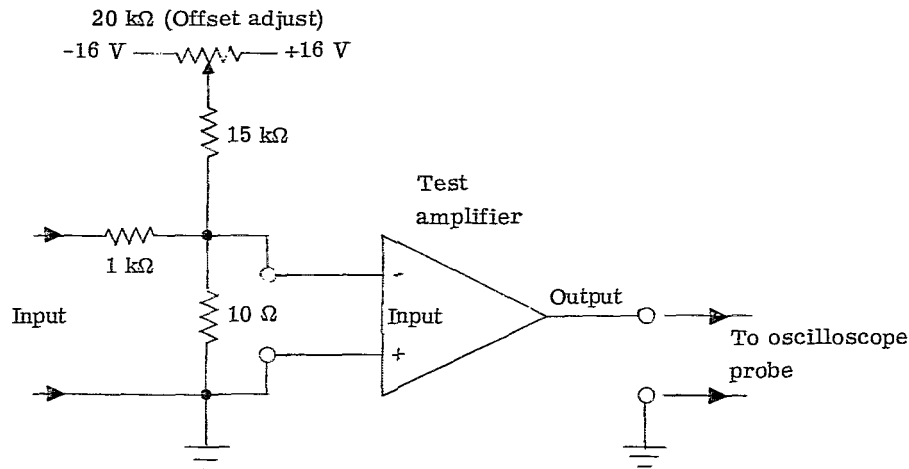 20 kΩ (Offset adjust)
-16 V
+16 V
15 kΩ
Test
amplifier
1 kΩ
-
Input
10 Ω
Input
Output
+
To oscilloscope
probe